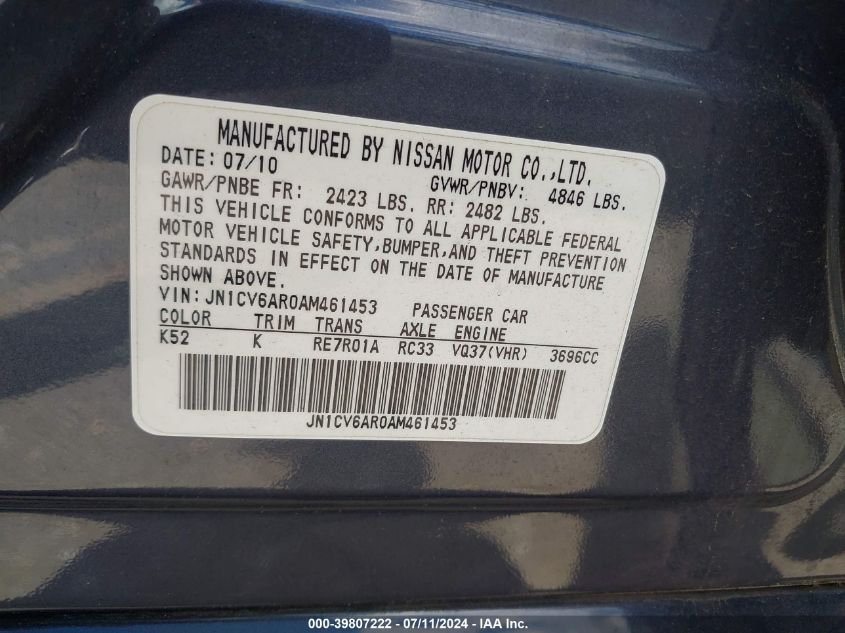 MANUFACTURED BY NISSAN MOTOR CO.,LTD.
DATE: 07/10 GVWR/PNBV: 4846 LBS.
GAWR/PNBE FR: 2423 LBS. RR: 2482 LBS.
THIS VEHICLE CONFORMS TO ALL APPLICABLE FEDERAL
MOTOR VEHICLE SAFETY,BUMPER,AND THEFT PREVENTION
STANDARDS IN EFFECT ON THE DATE OF MANUFACTURE
SHOWN ABOVE.
VIN: JN1CV6AR0AM461453 PASSENGER CAR
COLOR TRIM TRANS AXLE ENGINE
K52 K RE7R01A RC33 VQ37(VHR) 3696CC
JN1CV6AR0AM461453
000-39807222 - 07/11/2024 - IAA Inc.